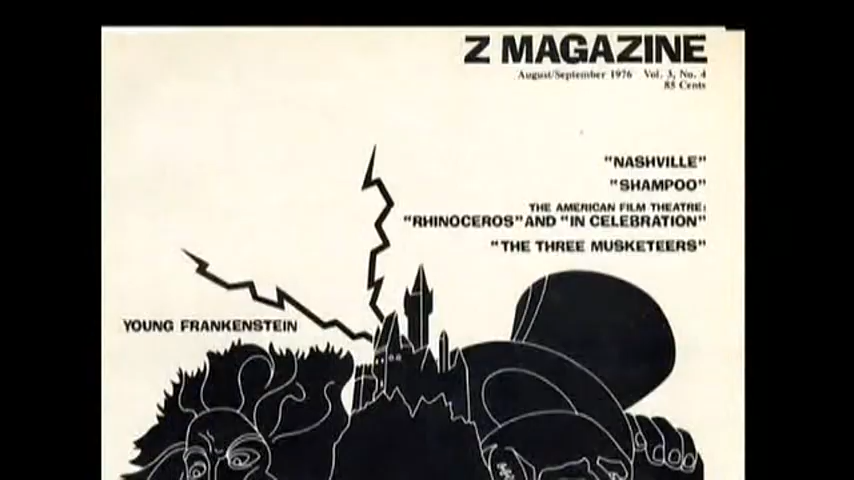 Z MAGAZINE
August/September 1976 Vol. 3, No. 4
85 Cents
"NASHVILLE"
"SHAMPOO"
THE AMERICAN FILM THEATRE:
"RHINOCEROS" AND "IN CELEBRATION"
"THE THREE MUSKETEERS"
YOUNG FRANKENSTEIN